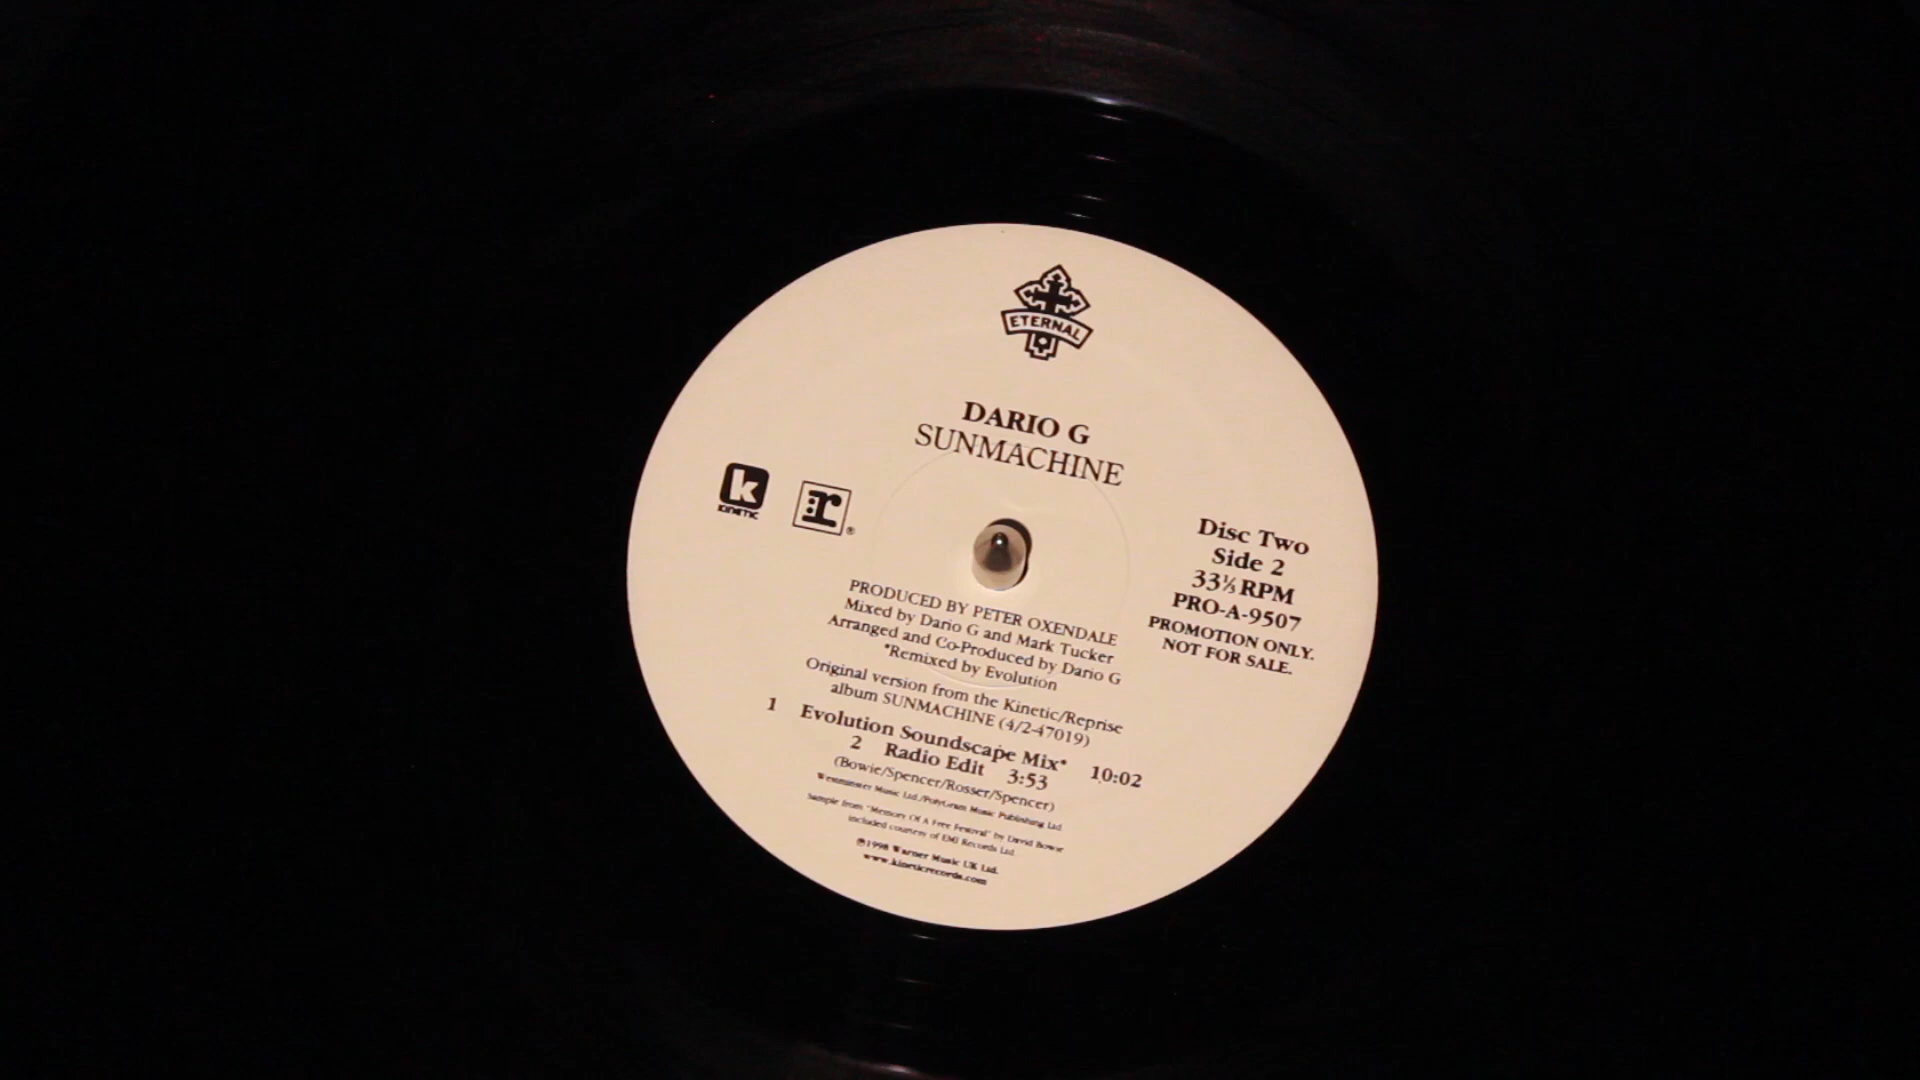 ETERNAL
DARIO G
SUNMACHINE
k
KINETIC
r®
Disc Two
Side 2
33⅓ RPM
PRO-A-9507
PROMOTION ONLY.
NOT FOR SALE.
PRODUCED BY PETER OXENDALE
Mixed by Dario G and Mark Tucker
Arranged and Co-Produced by Dario G
*Remixed by Evolution
Original version from the Kinetic/Reprise
album SUNMACHINE (4/2-47019)
1 Evolution Soundscape Mix* 10:02
2 Radio Edit 3:53
(Bowie/Spencer/Rosser/Spencer)
Westminster Music Ltd./PolyGram Music Publishing Ltd.
Sample from "Memory Of A Free Festival" by David Bowie
included courtesy of EMI Records Ltd.
℗1998 Warner Music UK Ltd.
www.kineticrecords.com